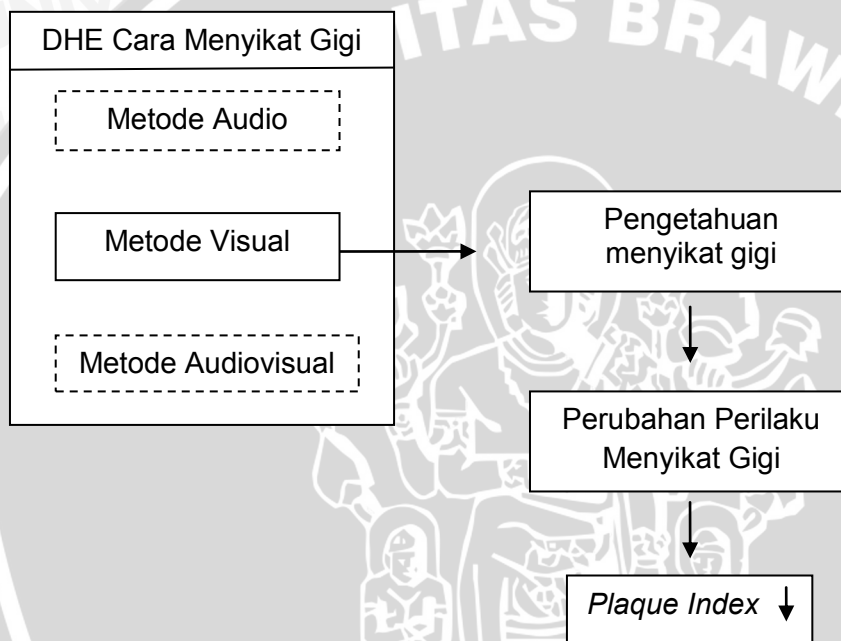 ITAS BRAW
DHE Cara Menyikat Gigi
Metode Audio
Metode Visual
Metode Audiovisual
Pengetahuan
menyikat gigi
Perubahan Perilaku
Menyikat Gigi
Plaque Index ↓